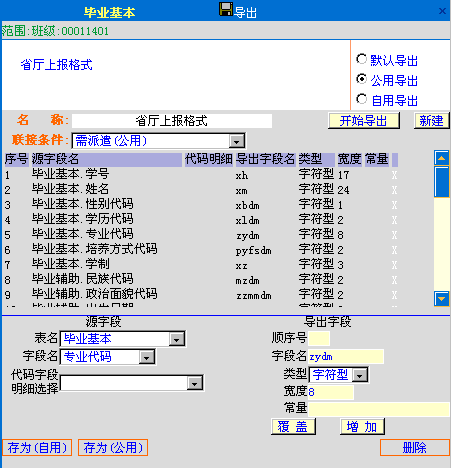 毕业基本 导出
范围:班级:00011401
省厅上报格式
默认导出
公用导出
自用导出
名 称: 省厅上报格式 开始导出 新建
联接条件: 需派遣(公用)
序号 源字段名 代码明细 导出字段名 类型 宽度 常量
1 毕业基本.学号 xh 字符型 17 X
2 毕业基本.姓名 xm 字符型 24 X
3 毕业基本.性别代码 xbdm 字符型 1 X
4 毕业基本.学历代码 xldm 字符型 2 X
5 毕业基本.专业代码 zydm 字符型 8 X
6 毕业基本.培养方式代码 pyfsdm 字符型 2 X
7 毕业基本.学制 xz 字符型 3 X
8 毕业辅助.民族代码 mzdm 字符型 2 X
9 毕业辅助.政治面貌代码 zzmmdm 字符型 2 X
源字段 导出字段
表名 毕业基本 顺序号
字段名 专业代码 字段名 zydm
代码字段
明细选择
类型 字符型
宽度 8
常量
覆 盖 增 加
存为(自用) 存为(公用) 删除